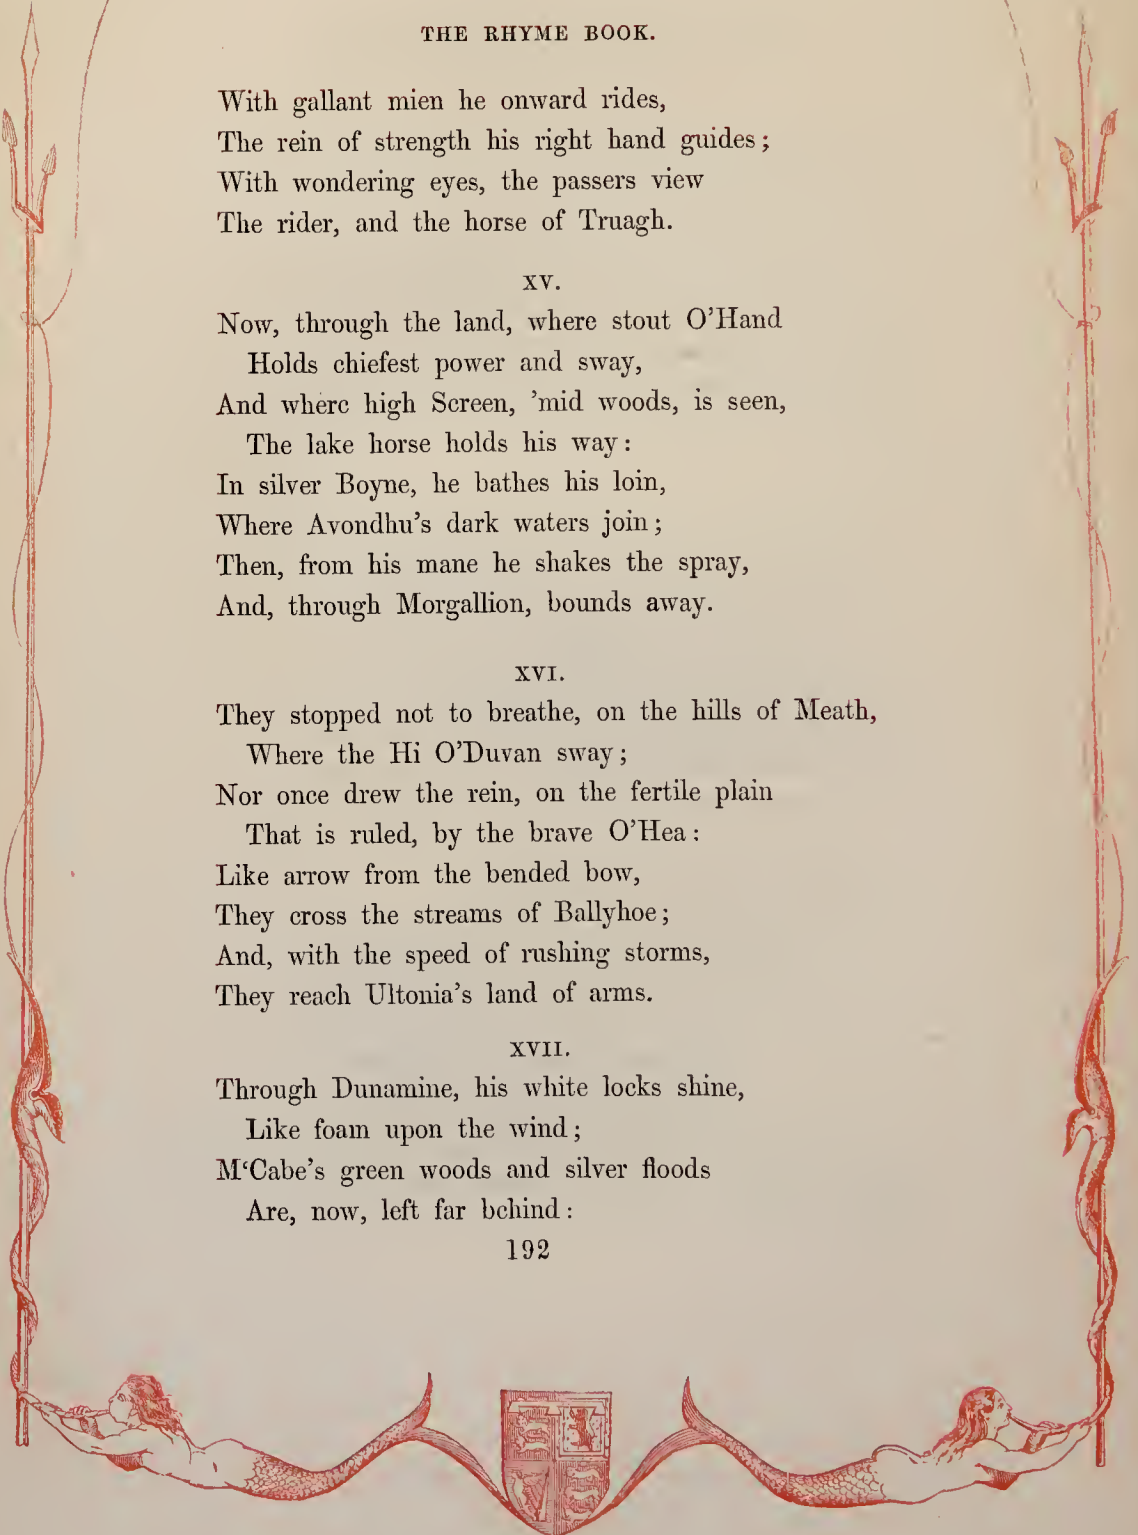 THE RHYME BOOK.
With gallant mien he onward rides,
The rein of strength his right hand guides;
With wondering eyes, the passers view
The rider, and the horse of Truagh.
XV.
Now, through the land, where stout O'Hand
Holds chiefest power and sway,
And where high Screen, 'mid woods, is seen,
The lake horse holds his way:
In silver Boyne, he bathes his loin,
Where Avondhu's dark waters join;
Then, from his mane he shakes the spray,
And, through Morgallion, bounds away.
XVI.
They stopped not to breathe, on the hills of Meath,
Where the Hi O'Duvan sway;
Nor once drew the rein, on the fertile plain
That is ruled, by the brave O'Hea:
Like arrow from the bended bow,
They cross the streams of Ballyhoe;
And, with the speed of rushing storms,
They reach Ultonia's land of arms.
XVII.
Through Dunamine, his white locks shine,
Like foam upon the wind;
M‘Cabe's green woods and silver floods
Are, now, left far behind:
192